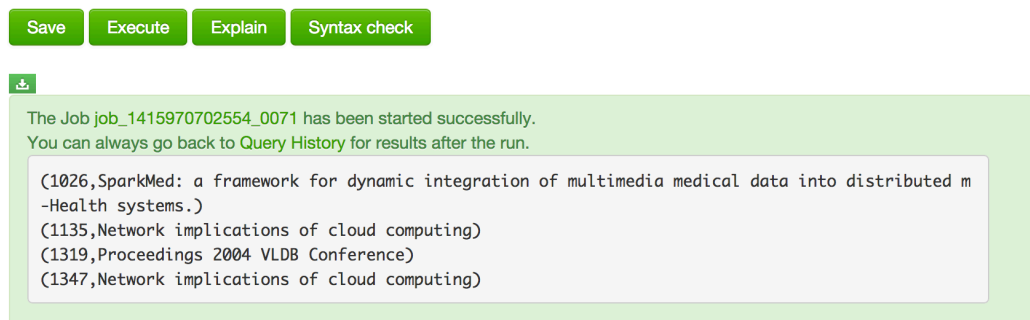 Save Execute Explain Syntax check
The Job job_1415970702554_0071 has been started successfully.
You can always go back to Query History for results after the run.
(1026,SparkMed: a framework for dynamic integration of multimedia medical data into distributed m
-Health systems.)
(1135,Network implications of cloud computing)
(1319,Proceedings 2004 VLDB Conference)
(1347,Network implications of cloud computing)